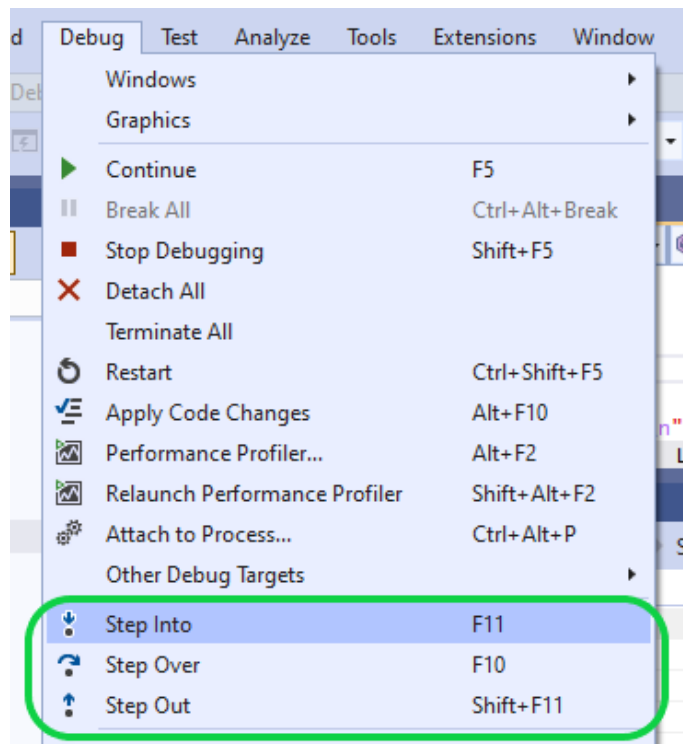 d Debug Test Analyze Tools Extensions Window
Windows
Graphics
Continue F5
Break All Ctrl+Alt+Break
Stop Debugging Shift+F5
Detach All
Terminate All
Restart Ctrl+Shift+F5
Apply Code Changes Alt+F10
Performance Profiler... Alt+F2
Relaunch Performance Profiler Shift+Alt+F2
Attach to Process... Ctrl+Alt+P
Other Debug Targets
Step Into F11
Step Over F10
Step Out Shift+F11